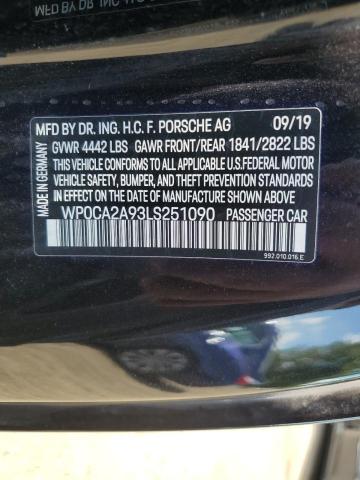 MFD BY DR. ING. H.C. F. PORSCHE AG 09/19
GVWR 4442 LBS GAWR FRONT/REAR 1841/2822 LBS
THIS VEHICLE CONFORMS TO ALL APPLICABLE U.S.FEDERAL MOTOR
VEHICLE SAFETY, BUMPER, AND THEFT PREVENTION STANDARDS
IN EFFECT ON THE DATE OF MANUFACTURE SHOWN ABOVE.
WP0CA2A93LS251090 PASSENGER CAR
992.010.016.E
MADE IN GERMANY